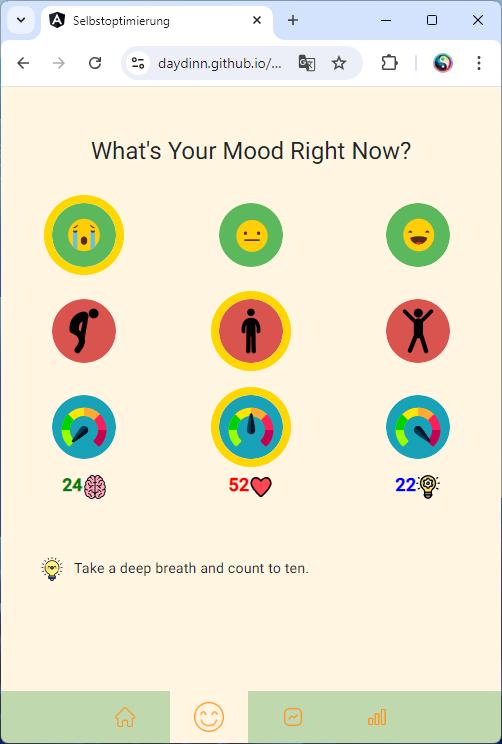 Selbstoptimierung
daydinn.github.io/...
What's Your Mood Right Now?
24
52
22
Take a deep breath and count to ten.